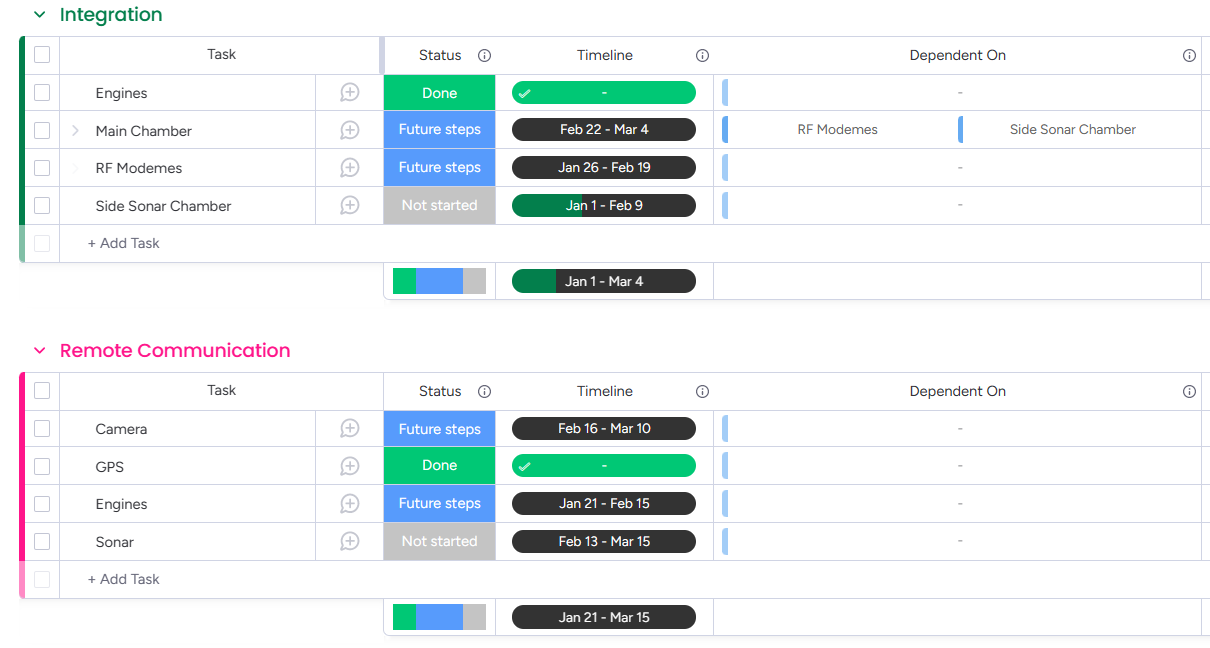 Integration
Task Status Timeline Dependent On
Engines Done - -
Main Chamber Future steps Feb 22 - Mar 4 RF Modemes Side Sonar Chamber
RF Modemes Future steps Jan 26 - Feb 19 -
Side Sonar Chamber Not started Jan 1 - Feb 9 -
+ Add Task
Jan 1 - Mar 4
Remote Communication
Task Status Timeline Dependent On
Camera Future steps Feb 16 - Mar 10 -
GPS Done - -
Engines Future steps Jan 21 - Feb 15 -
Sonar Not started Feb 13 - Mar 15 -
+ Add Task
Jan 21 - Mar 15